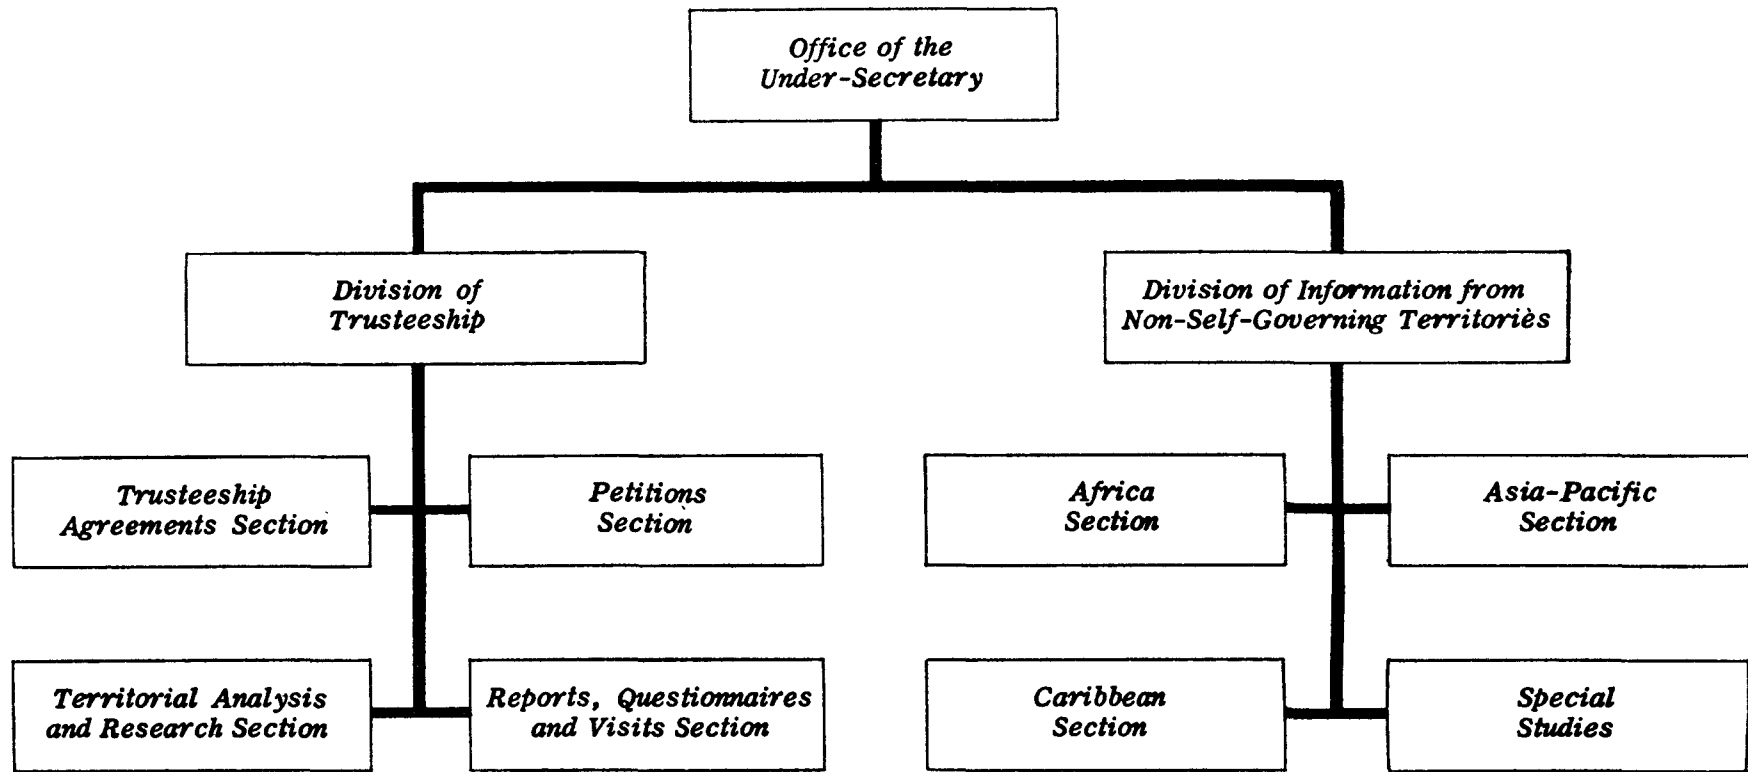 Office of the
Under-Secretary
Division of
Trusteeship
Division of Information from
Non-Self-Governing Territoriès
Trusteeship
Agreements Section
Petitions
Section
Africa
Section
Asia-Pacific
Section
Territorial Analysis
and Research Section
Reports, Questionnaires
and Visits Section
Caribbean
Section
Special
Studies